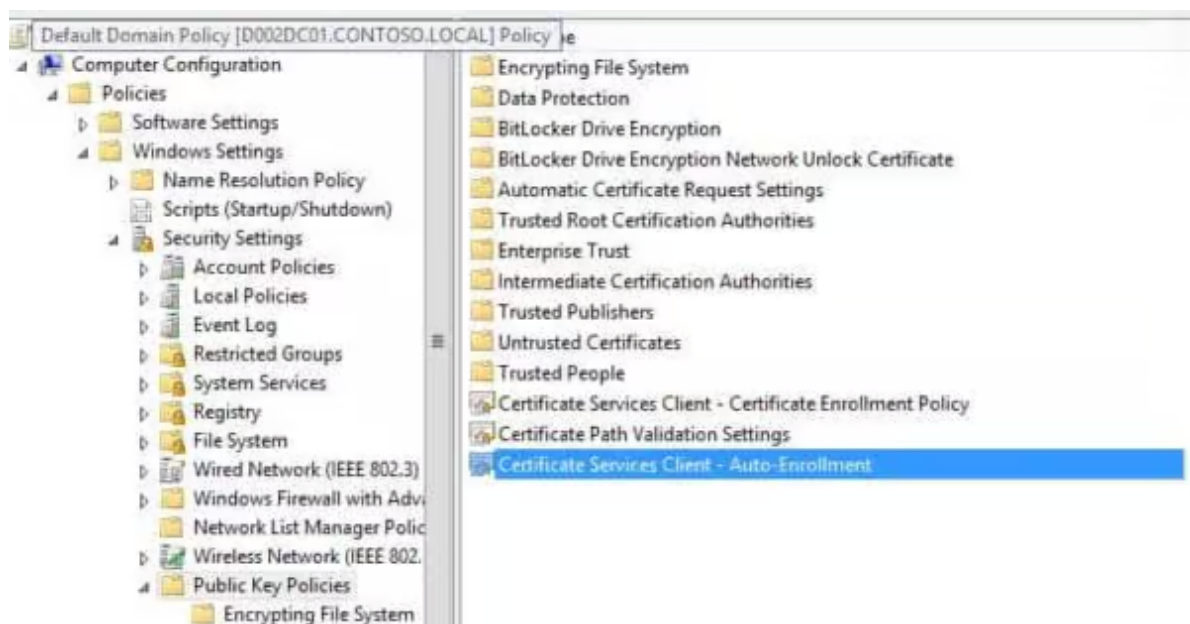 Default Domain Policy [D002DC01.CONTOSO.LOCAL] Policy
Computer Configuration
Policies
Software Settings
Windows Settings
Name Resolution Policy
Scripts (Startup/Shutdown)
Security Settings
Account Policies
Local Policies
Event Log
Restricted Groups
System Services
Registry
File System
Wired Network (IEEE 802.3)
Windows Firewall with Adv
Network List Manager Polic
Wireless Network (IEEE 802.
Public Key Policies
Encrypting File System
Encrypting File System
Data Protection
BitLocker Drive Encryption
BitLocker Drive Encryption Network Unlock Certificate
Automatic Certificate Request Settings
Trusted Root Certification Authorities
Enterprise Trust
Intermediate Certification Authorities
Trusted Publishers
Untrusted Certificates
Trusted People
Certificate Services Client - Certificate Enrollment Policy
Certificate Path Validation Settings
Certificate Services Client - Auto-Enrollment